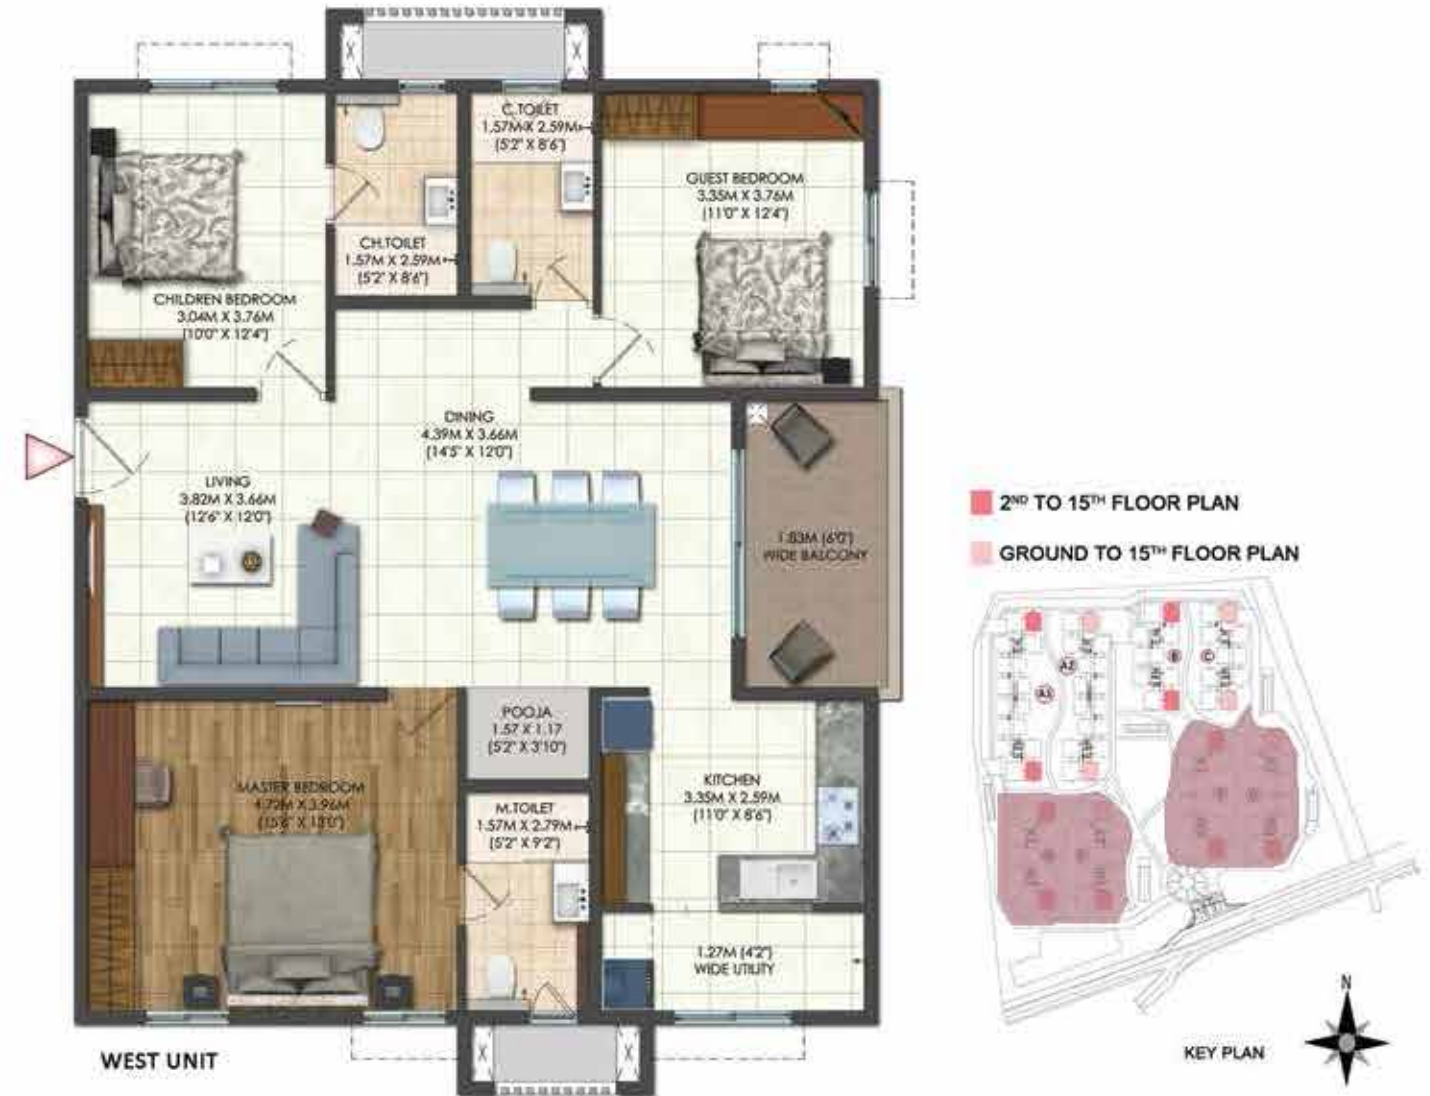 C.TOILET
1.57M X 2.59M
(5'2" X 8'6")
GUEST BEDROOM
3.35M X 3.76M
(11'0" X 12'4")
CH.TOILET
1.57M X 2.59M
(5'2" X 8'6")
CHILDREN BEDROOM
3.04M X 3.76M
(10'0" X 12'4")
DINING
4.39M X 3.66M
(14'5" X 12'0")
LIVING
3.82M X 3.66M
(12'6" X 12'0")
1.83M (6'0")
WIDE BALCONY
POOJA
1.57 X 1.17
(5'2" X 3'10")
MASTER BEDROOM
4.72M X 3.96M
(15'6" X 13'0")
M.TOILET
1.57M X 2.79M
(5'2" X 9'2")
KITCHEN
3.35M X 2.59M
(11'0" X 8'6")
1.27M (4'2")
WIDE UTILITY
WEST UNIT
2ND TO 15TH FLOOR PLAN
GROUND TO 15TH FLOOR PLAN
A2
B
C
A1
N
KEY PLAN